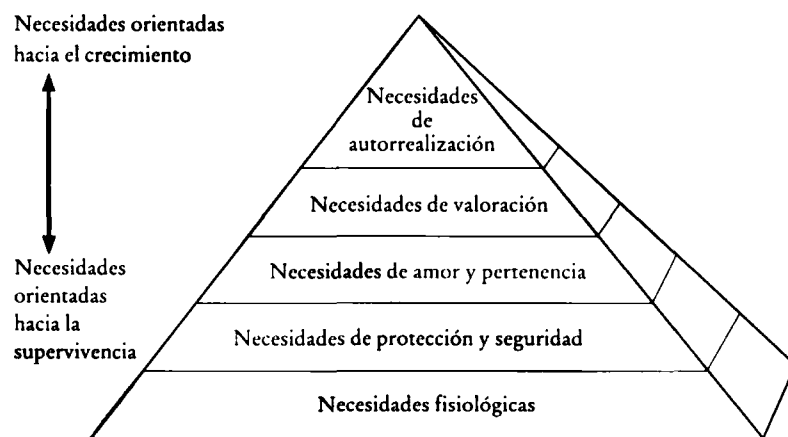 Necesidades orientadas
hacia el crecimiento
Necesidades
orientadas
hacia la
supervivencia
Necesidades
de
autorrealización
Necesidades de valoración
Necesidades de amor y pertenencia
Necesidades de protección y seguridad
Necesidades fisiológicas